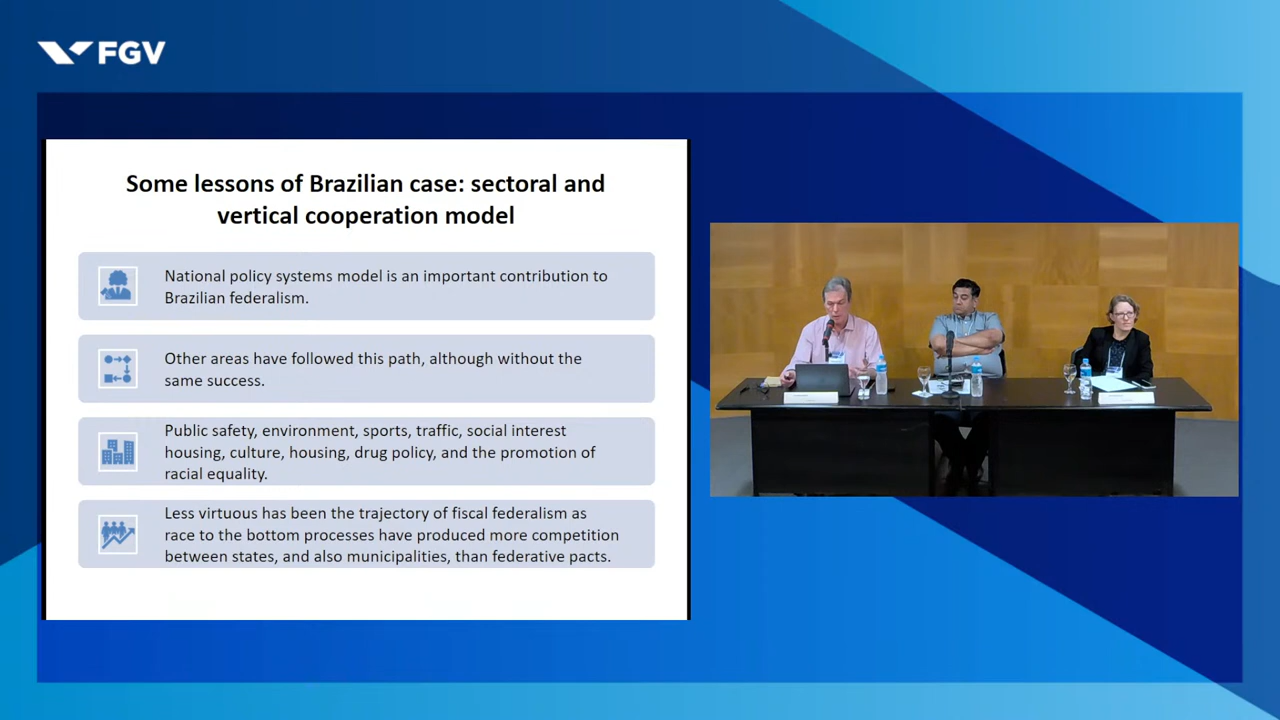 FGV
Some lessons of Brazilian case: sectoral and
vertical cooperation model
National policy systems model is an important contribution to
Brazilian federalism.
Other areas have followed this path, although without the
same success.
Public safety, environment, sports, traffic, social interest
housing, culture, housing, drug policy, and the promotion of
racial equality.
Less virtuous has been the trajectory of fiscal federalism as
race to the bottom processes have produced more competition
between states, and also municipalities, than federative pacts.